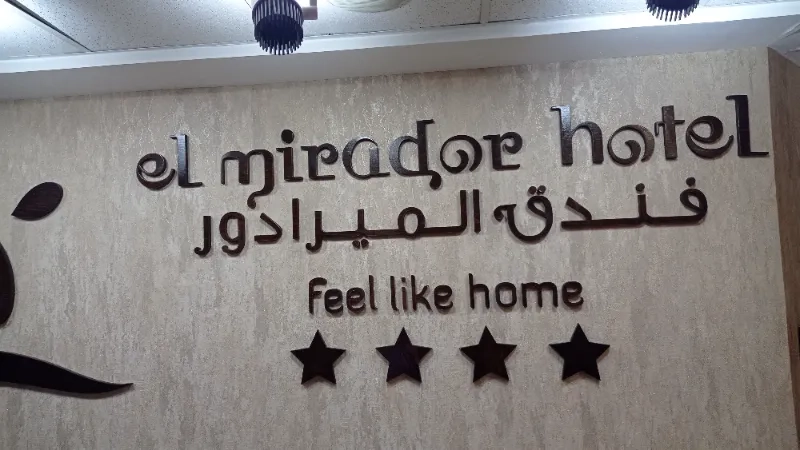 el mirador hotel
فندق الميرادور
feel like home